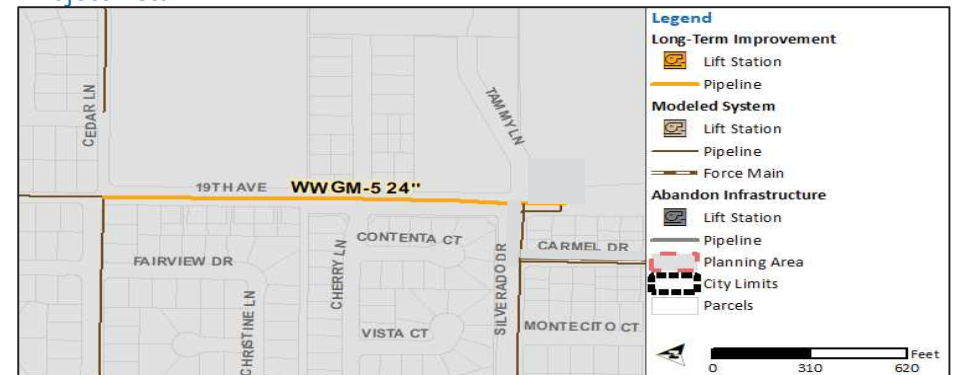 Legend
Long-Term Improvement
Lift Station
Pipeline
Modeled System
Lift Station
Pipeline
Force Main
Abandon Infrastructure
Lift Station
Pipeline
Planning Area
City Limits
Parcels
Feet
0 310 620
CEDAR LN
TAMMY LN
19TH AVE
WWGM-5 24"
CONTENTA CT
CARMEL DR
FAIRVIEW DR
CHERRY LN
SILVERADO DR
VISTA CT
MONTECITO CT